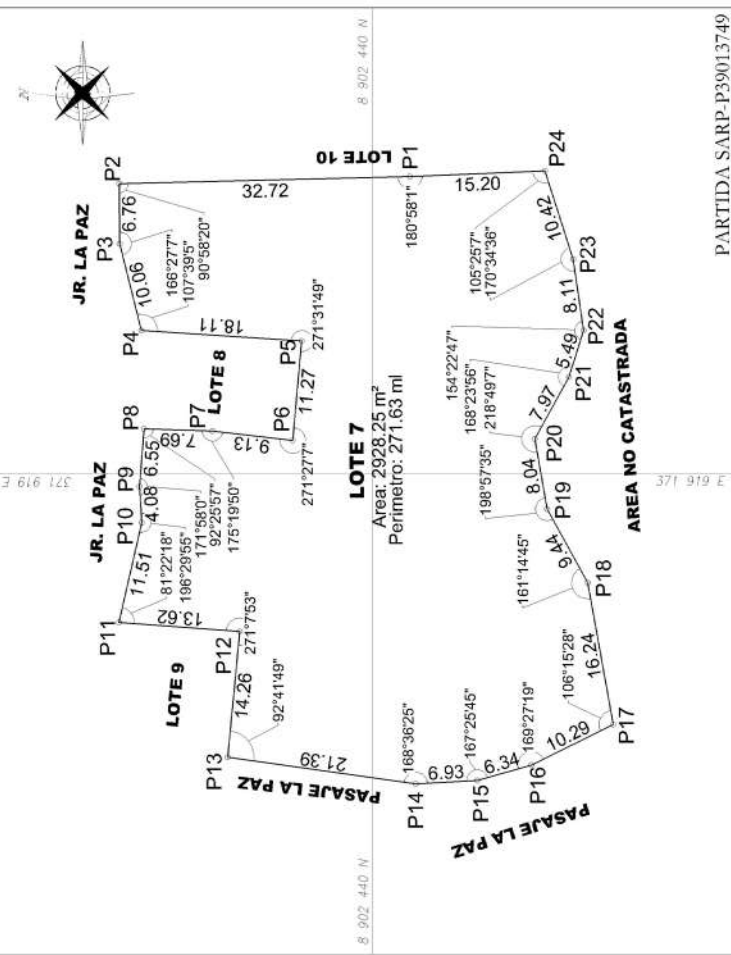 N
8 902 440 N
371 919 E
JR. LA PAZ
P3
P2
6.76
10.06
P4
166°27'7"
107°39'5"
90°58'20"
32.72
LOTE 10
P1
180°58'1"
15.20
P24
105°25'7"
170°34'36"
10.42
P23
8.11
P22
18.11
LOTE 8
P5
271°31'49"
11.27
P6
271°27'7"
9.13
P7
7.69
P8
6.55
P9
4.08
P10
JR. LA PAZ
171°58'0"
92°25'57"
175°19'50"
11.51
81°22'18"
196°29'55"
P11
13.62
P12
271°7'53"
LOTE 9
14.26
92°41'49"
P13
21.39
PASAJE LA PAZ
LOTE 7
Area: 2928.25 m²
Perimetro: 271.63 ml
154°22'47"
168°23'56"
218°49'7"
5.49
P21
7.97
P20
198°57'35"
8.04
P19
161°14'45"
9.44
P18
16.24
106°15'28"
P17
10.29
169°27'19"
P16
6.34
167°25'45"
P15
6.93
168°36'25"
P14
PASAJE LA PAZ
AREA NO CATASTRADA
371 919 E
8 902 440 N
PARTIDA SARP-P39013749